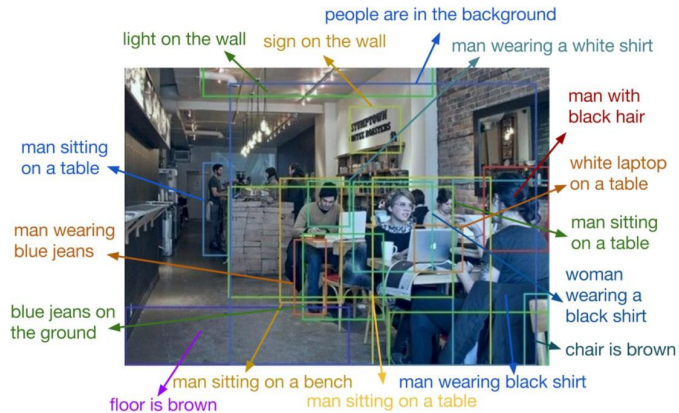 people are in the background
light on the wall
sign on the wall
man wearing a white shirt
man with
black hair
STUMPTOWN
COFFEE ROASTERS
man sitting
on a table
white laptop
on a table
man wearing
blue jeans
man sitting
on a table
woman
wearing a
black shirt
blue jeans on
the ground
chair is brown
man sitting on a bench
man wearing black shirt
floor is brown
man sitting on a table